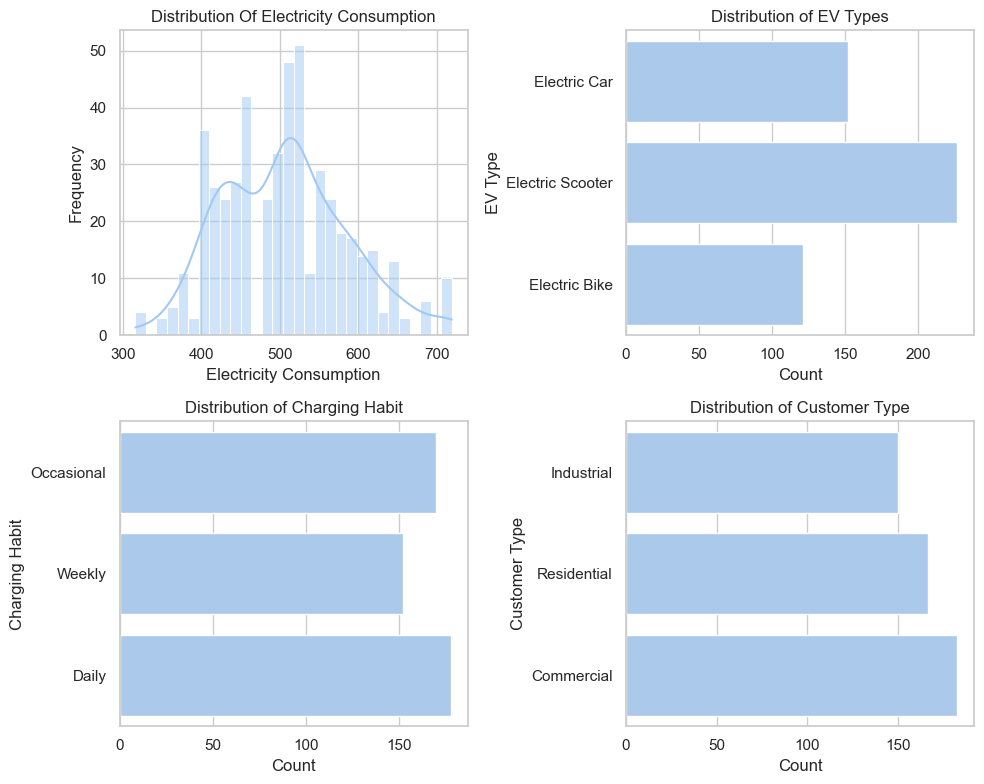 Distribution Of Electricity Consumption
Frequency
50
40
30
20
10
0
300 400 500 600 700
Electricity Consumption
Distribution of EV Types
EV Type
Electric Car
Electric Scooter
Electric Bike
0 50 100 150 200
Count
Distribution of Charging Habit
Charging Habit
Occasional
Weekly
Daily
0 50 100 150
Count
Distribution of Customer Type
Customer Type
Industrial
Residential
Commercial
0 50 100 150
Count